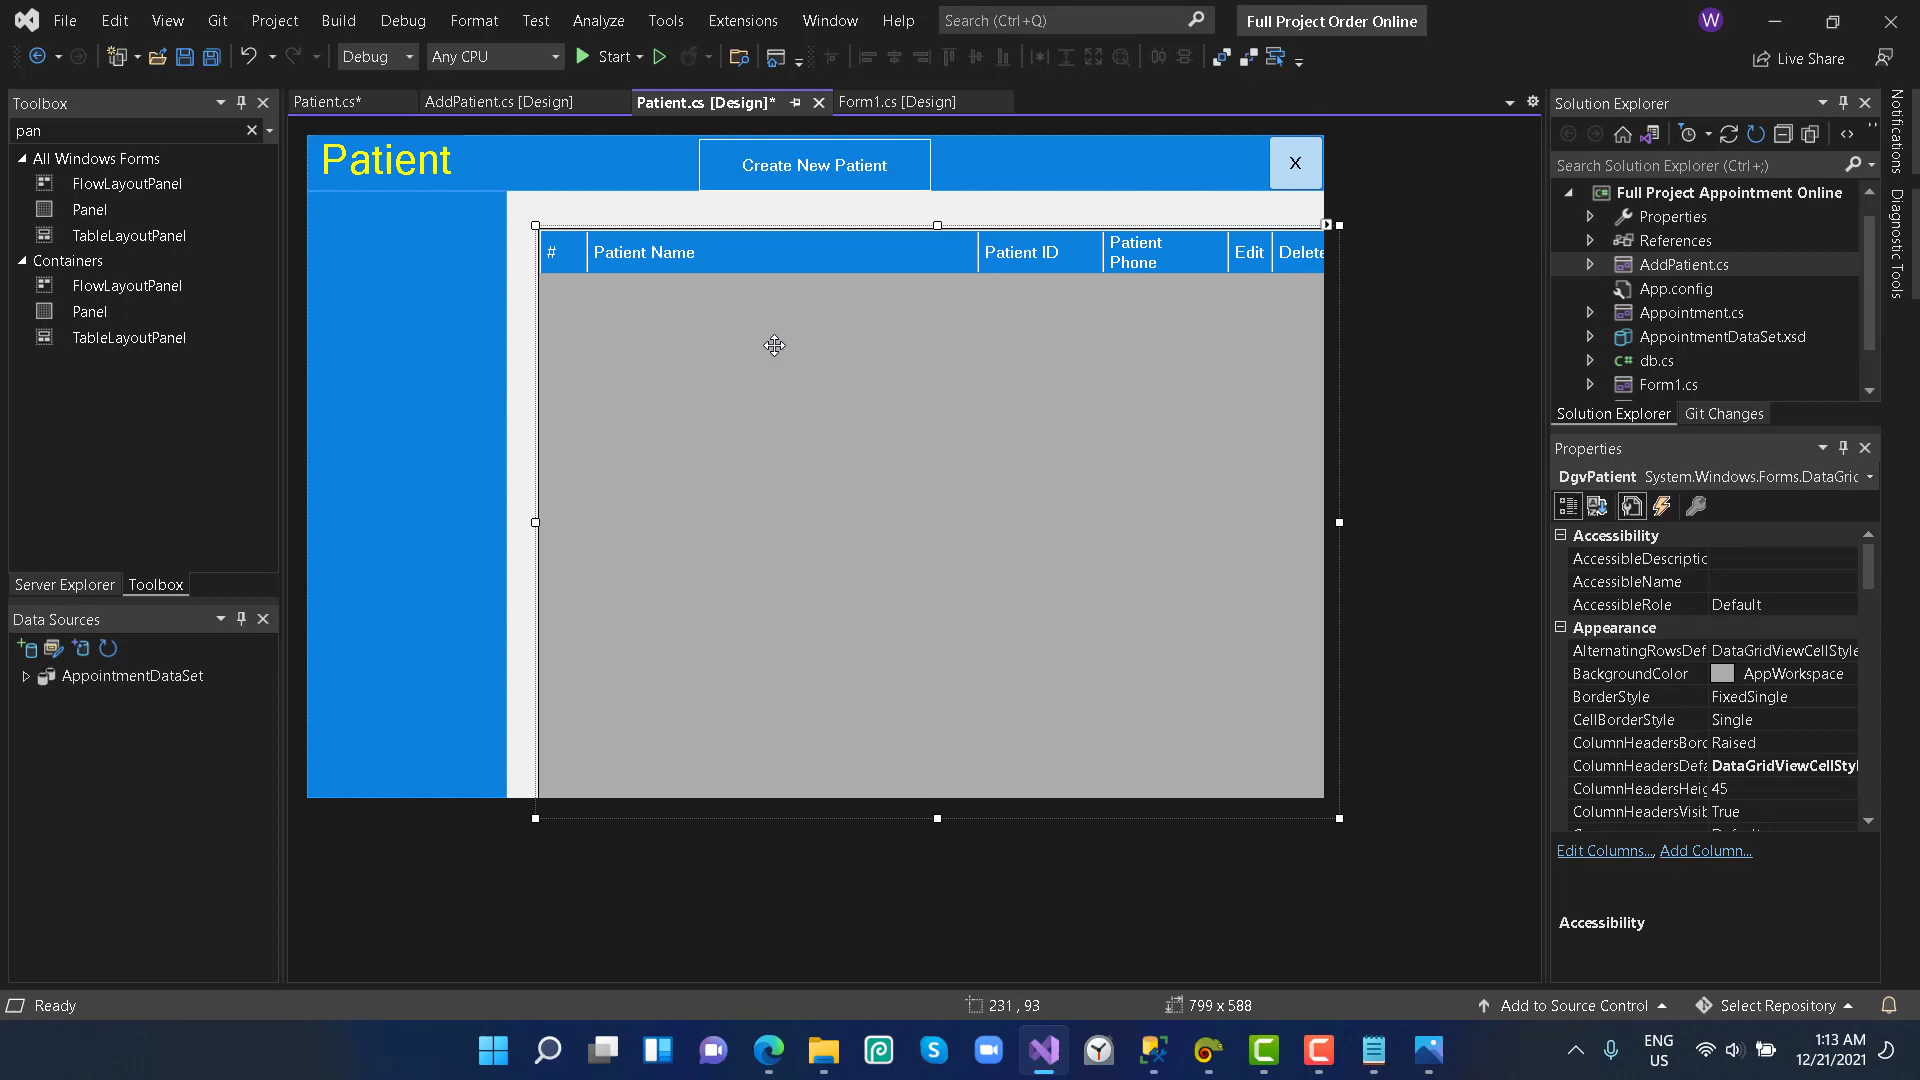 File Edit View Git Project Build Debug Format Test Analyze Tools Extensions Window Help Search (Ctrl+Q) Full Project Order Online W
Debug Any CPU Start Live Share
Toolbox
pan
All Windows Forms
FlowLayoutPanel
Panel
TableLayoutPanel
Containers
FlowLayoutPanel
Panel
TableLayoutPanel
Server Explorer Toolbox
Data Sources
AppointmentDataSet
Patient.cs* AddPatient.cs [Design] Patient.cs [Design]* Form1.cs [Design]
Patient Create New Patient X
# Patient Name Patient ID Patient Phone Edit Delete
Solution Explorer
Search Solution Explorer (Ctrl+;)
Full Project Appointment Online
Properties
References
AddPatient.cs
App.config
Appointment.cs
AppointmentDataSet.xsd
C# db.cs
Form1.cs
Solution Explorer Git Changes
Properties
DgvPatient System.Windows.Forms.DataGric
Accessibility
AccessibleDescriptic
AccessibleName
AccessibleRole Default
Appearance
AlternatingRowsDef DataGridViewCellStyle
BackgroundColor AppWorkspace
BorderStyle FixedSingle
CellBorderStyle Single
ColumnHeadersBorc Raised
ColumnHeadersDefa DataGridViewCellStyl
ColumnHeadersHeig 45
ColumnHeadersVisib True
Edit Columns..., Add Column...
Accessibility
Notifications
Diagnostic Tools
Ready 231 , 93 799 x 588 Add to Source Control Select Repository
ENG
US
1:13 AM
12/21/2021